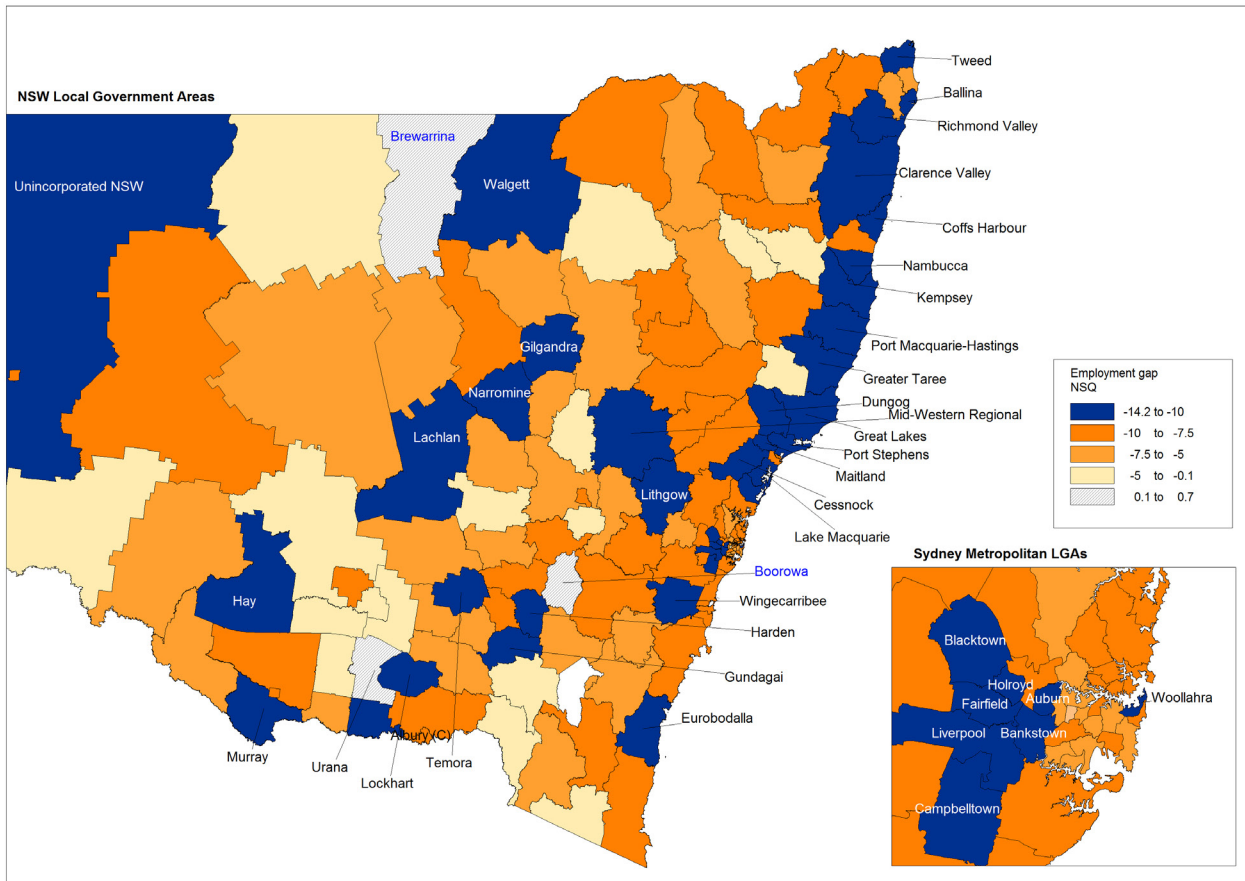 NSW Local Government Areas
Tweed
Ballina
Richmond Valley
Brewarrina
Unincorporated NSW
Walgett
Clarence Valley
Coffs Harbour
Nambucca
Kempsey
Port Macquarie-Hastings
Gilgandra
Greater Taree
Narromine
Dungog
Mid-Western Regional
Lachlan
Great Lakes
Port Stephens
Maitland
Lithgow
Cessnock
Lake Macquarie
Boorowa
Hay
Wingecarribee
Harden
Gundagai
Eurobodalla
Albury (C)
Murray
Urana
Temora
Lockhart
Employment gap
NSQ
-14.2 to -10
-10 to -7.5
-7.5 to -5
-5 to -0.1
0.1 to 0.7
Sydney Metropolitan LGAs
Blacktown
Holroyd
Auburn
Woollahra
Fairfield
Liverpool
Bankstown
Campbelltown